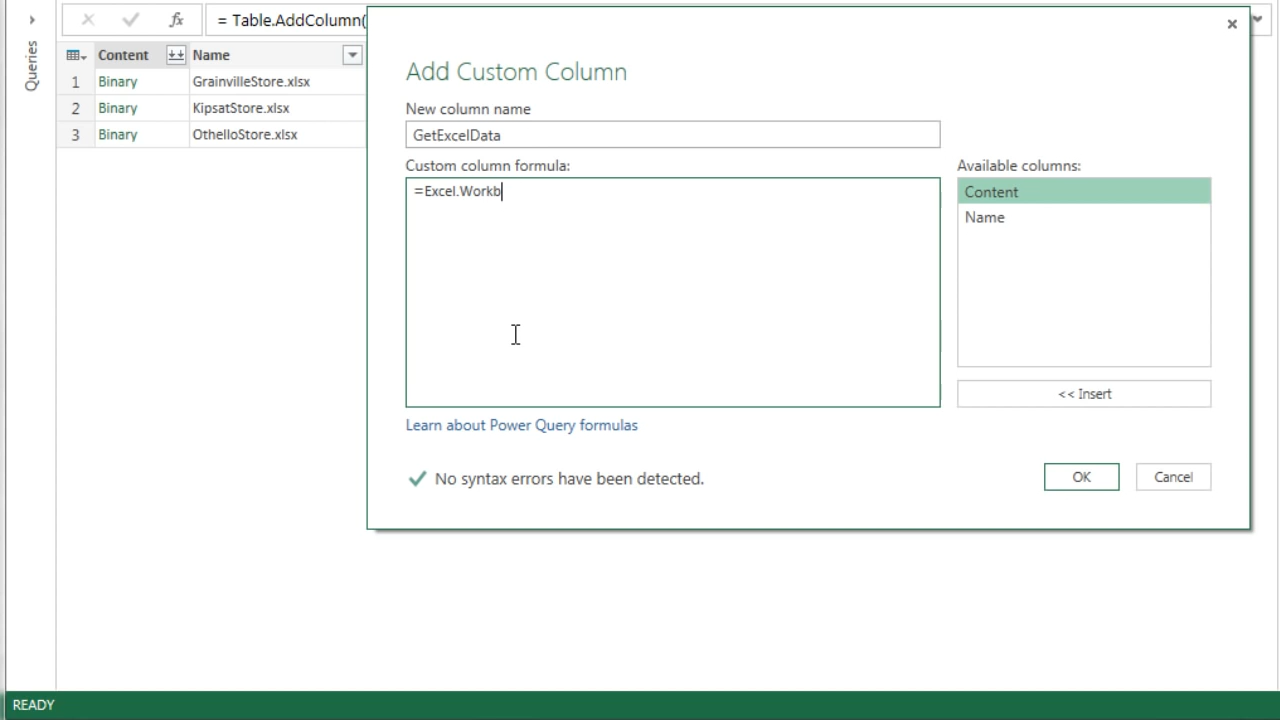 Queries
fx
= Table.AddColumn(
Content Name
1 Binary GrainvilleStore.xlsx
2 Binary KipsatStore.xlsx
3 Binary OthelloStore.xlsx
×
Add Custom Column
New column name
GetExcelData
Custom column formula:
=Excel.Workb
Available columns:
Content
Name
<< Insert
Learn about Power Query formulas
No syntax errors have been detected.
OK
Cancel
READY